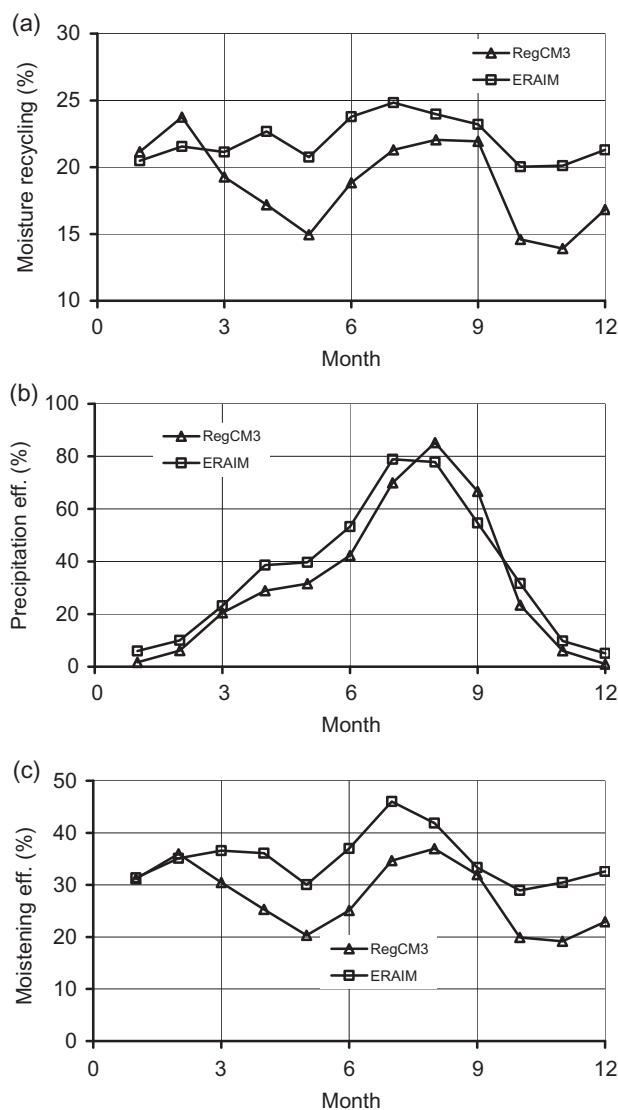 (a)
30
25
20
15
10
Moisture recycling (%)
RegCM3
ERAIM
0 3 6 9 12
Month
(b)
100
80
60
40
20
0
Precipitation eff. (%)
RegCM3
ERAIM
0 3 6 9 12
Month
(c)
50
40
30
20
10
0
Moistening eff. (%)
RegCM3
ERAIM
0 3 6 9 12
Month